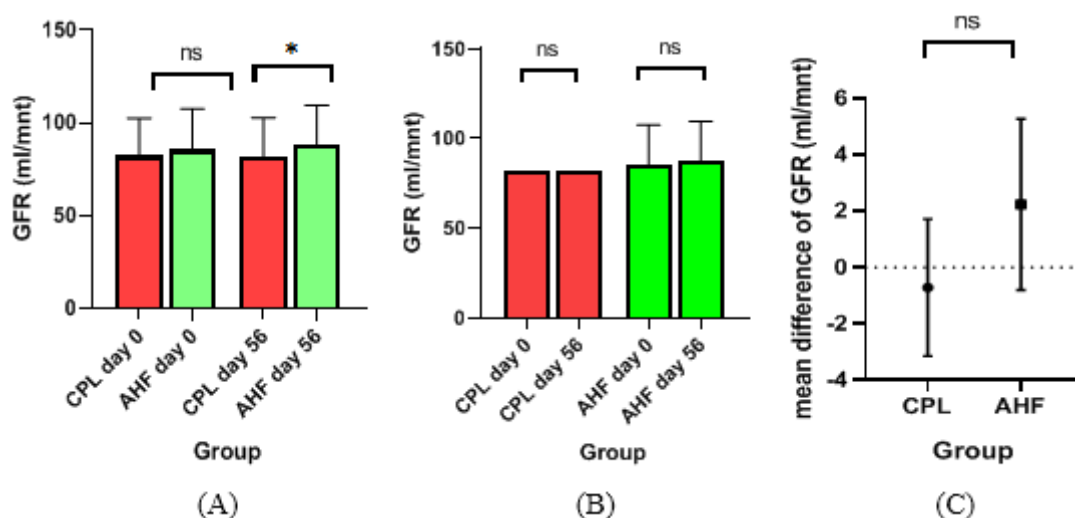 150
100
50
0
GFR (ml/mnt)
ns
*
CPL day 0
AHF day 0
CPL day 56
AHF day 56
Group
(A)
150
100
50
0
GFR (ml/mnt)
ns
ns
CPL day 0
CPL day 56
AHF day 0
AHF day 56
Group
(B)
ns
6
4
2
0
-2
-4
mean difference of GFR (ml/mnt)
CPL
AHF
Group
(C)